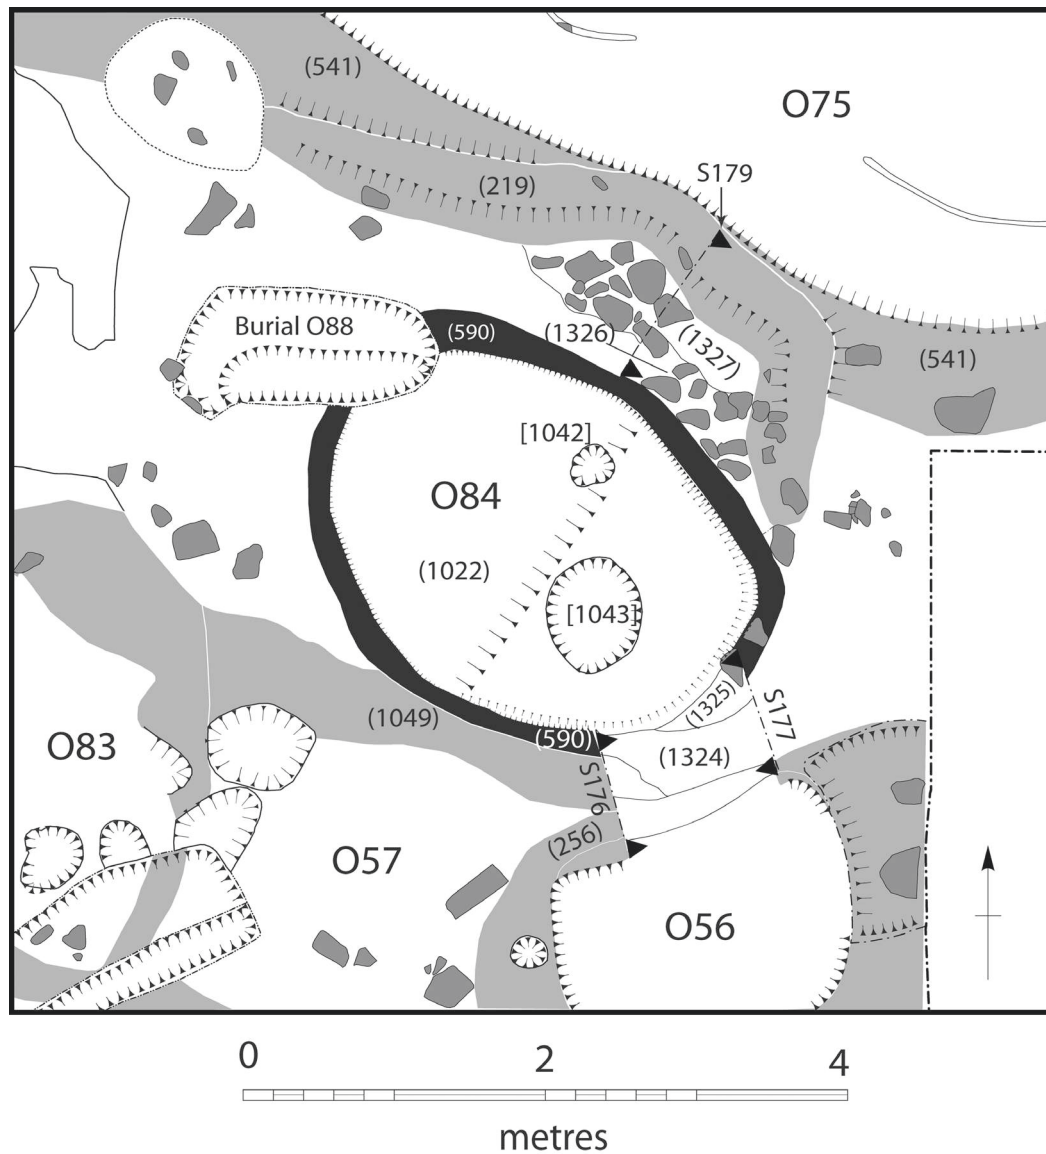 (541)
O75
S179
(219)
Burial O88
(590)
(1326)
(1327)
(541)
[1042]
O84
(1022)
[1043]
(1325)
S177
(1049)
(590)
(1324)
O83
S176
(256)
O57
O56
0 2 4
metres